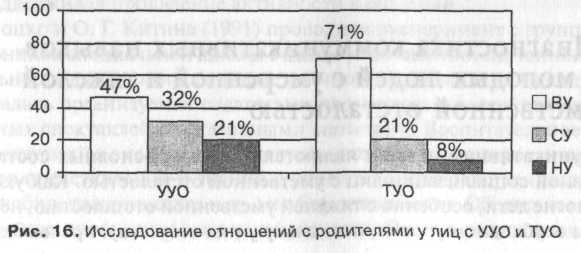 100
80
60
40
20
0
47%
32%
21%
71%
21%
8%
УУО
ТУО
ВУ
СУ
НУ
Рис. 16. Исследование отношений с родителями у лиц с УУО и ТУО